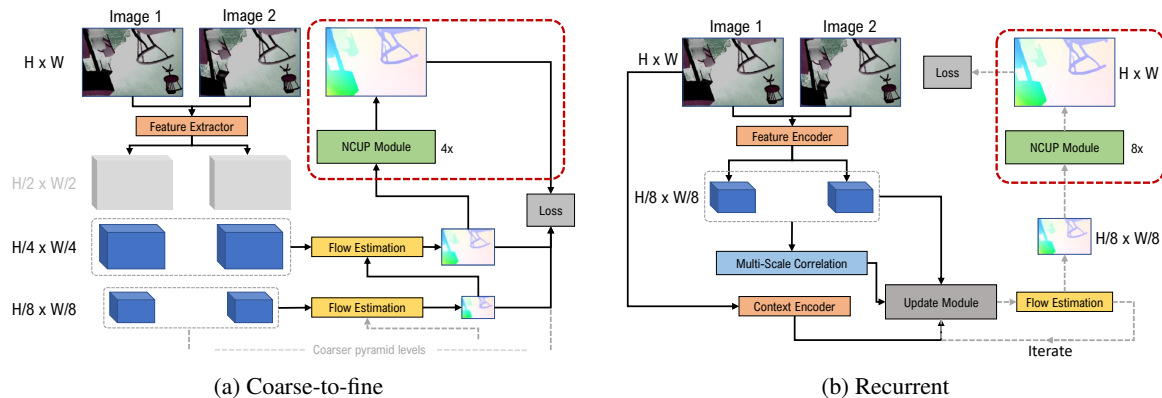 Image 1
Image 2
H x W
Feature Extractor
NCUP Module
4x
H/2 x W/2
Loss
H/4 x W/4
Flow Estimation
H/8 x W/8
Flow Estimation
Coarser pyramid levels
(a) Coarse-to-fine
Image 1
Image 2
H x W
Loss
H x W
Feature Encoder
NCUP Module
8x
H/8 x W/8
H/8 x W/8
Multi-Scale Correlation
Context Encoder
Update Module
Flow Estimation
Iterate
(b) Recurrent